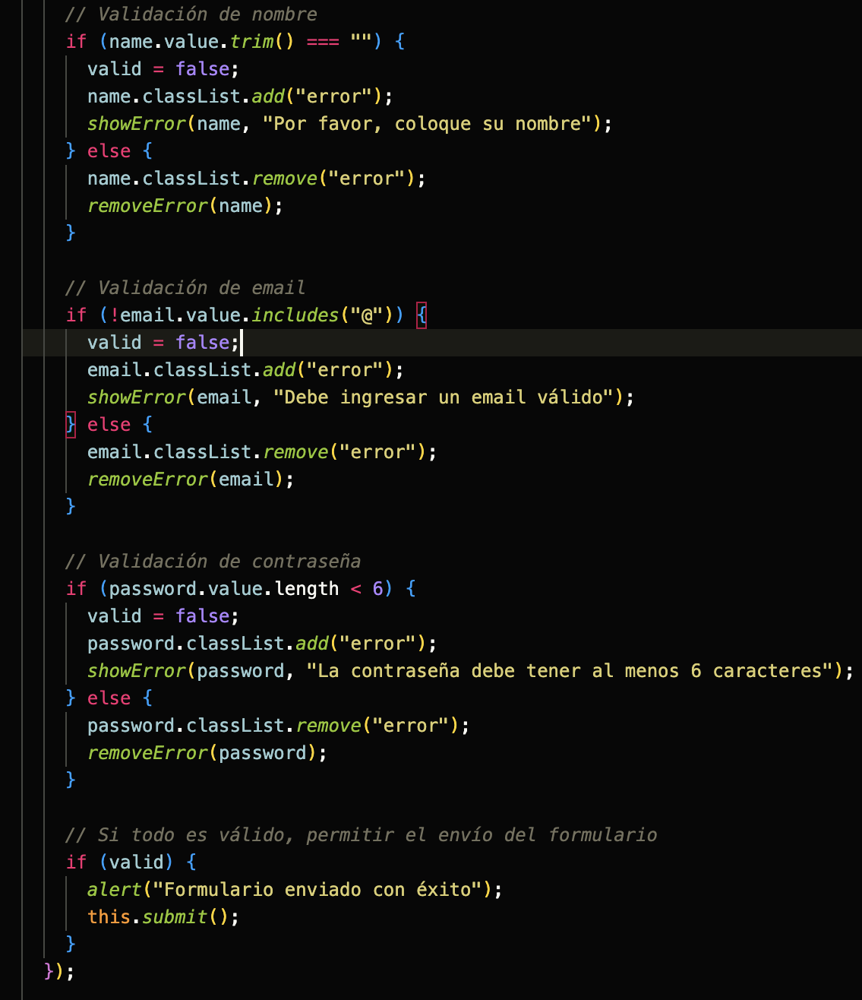 // Validación de nombre
if (name.value.trim() === "") {
valid = false;
name.classList.add("error");
showError(name, "Por favor, coloque su nombre");
} else {
name.classList.remove("error");
removeError(name);
}
// Validación de email
if (!email.value.includes("@")) {
valid = false;
email.classList.add("error");
showError(email, "Debe ingresar un email válido");
} else {
email.classList.remove("error");
removeError(email);
}
// Validación de contraseña
if (password.value.length < 6) {
valid = false;
password.classList.add("error");
showError(password, "La contraseña debe tener al menos 6 caracteres");
} else {
password.classList.remove("error");
removeError(password);
}
// Si todo es válido, permitir el envío del formulario
if (valid) {
alert("Formulario enviado con éxito");
this.submit();
}
});